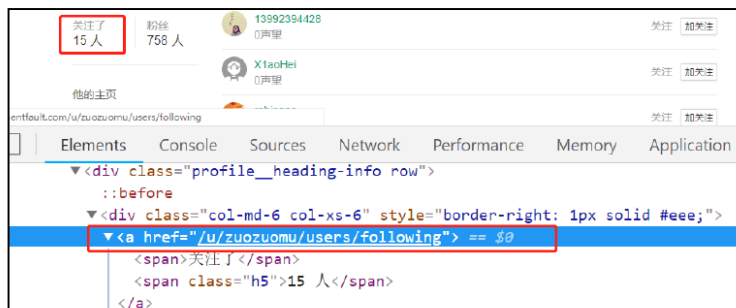 关注了 粉丝 13992394428
15 人 758 人 0声望 关注 加关注
X1aoHei
0声望 关注 加关注
他的主页
关注 加关注
entfault.com/u/zuozuomu/users/following
Elements Console Sources Network Performance Memory Application
▼<div class="profile__heading-info row">
::before
▼<div class="col-md-6 col-xs-6" style="border-right: 1px solid #eee;">
▼<a href="/u/zuozuomu/users/following"> == $0
<span>关注了</span>
<span class="h5">15 人</span>
</a>